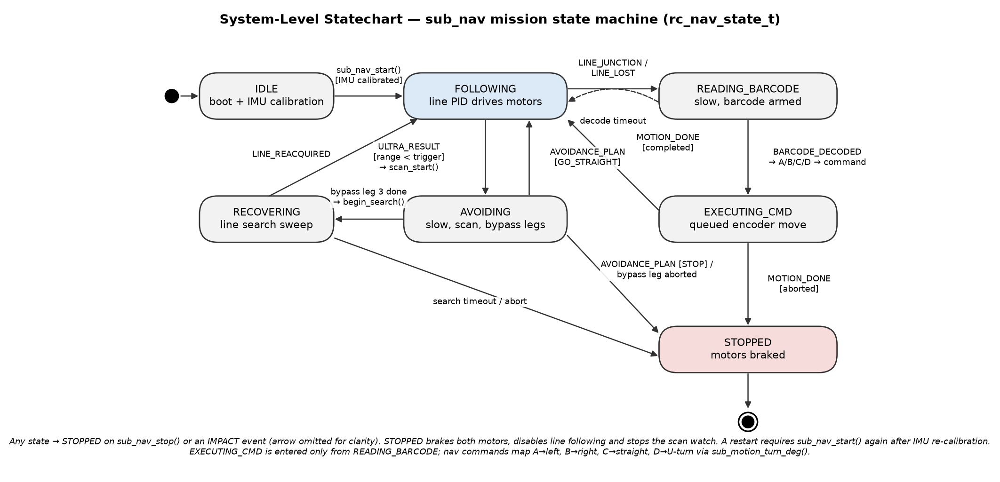 System-Level Statechart — sub_nav mission state machine (rc_nav_state_t)
sub_nav_start()
[IMU calibrated]
LINE_JUNCTION /
LINE_LOST
IDLE
boot + IMU calibration
FOLLOWING
line PID drives motors
READING_BARCODE
slow, barcode armed
decode timeout
MOTION_DONE
[completed]
LINE_REACQUIRED
ULTRA_RESULT
[range < trigger]
→ scan_start()
AVOIDANCE_PLAN
[GO_STRAIGHT]
BARCODE_DECODED
→ A/B/C/D → command
bypass leg 3 done
→ begin_search()
RECOVERING
line search sweep
AVOIDING
slow, scan, bypass legs
EXECUTING_CMD
queued encoder move
AVOIDANCE_PLAN [STOP] /
bypass leg aborted
MOTION_DONE
[aborted]
search timeout / abort
STOPPED
motors braked
Any state → STOPPED on sub_nav_stop() or an IMPACT event (arrow omitted for clarity). STOPPED brakes both motors, disables line following and stops the scan watch. A restart requires sub_nav_start() again after IMU re-calibration.
EXECUTING_CMD is entered only from READING_BARCODE; nav commands map A→left, B→right, C→straight, D→U-turn via sub_motion_turn_deg().